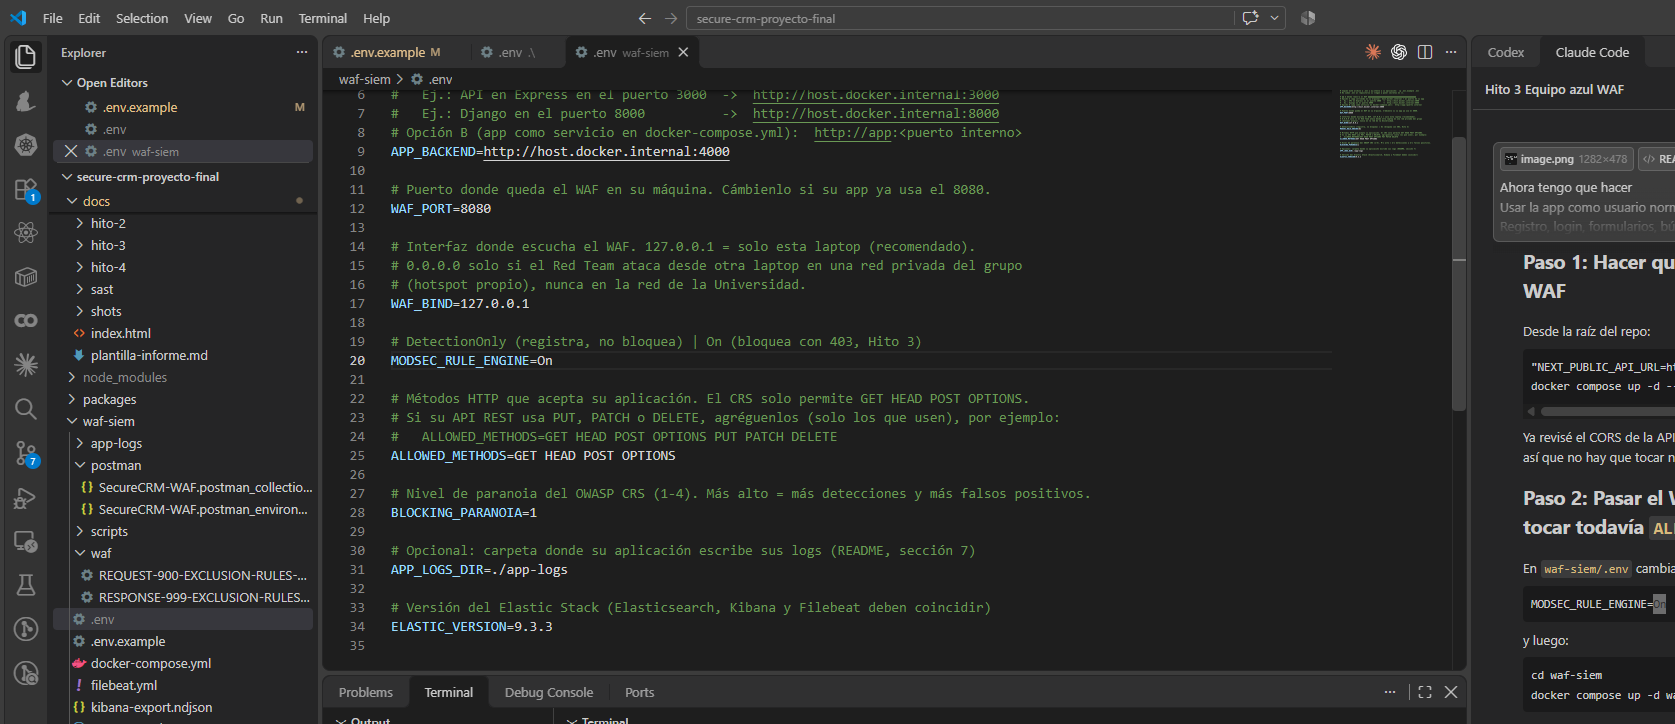 File Edit Selection View Go Run Terminal Help
secure-crm-proyecto-final
Explorer
Open Editors
.env.example M
.env
.env waf-siem
secure-crm-proyecto-final
docs
hito-2
hito-3
hito-4
sast
shots
index.html
plantilla-informe.md
node_modules
packages
waf-siem
app-logs
postman
SecureCRM-WAF.postman_collectio...
SecureCRM-WAF.postman_environ...
scripts
waf
REQUEST-900-EXCLUSION-RULES-...
RESPONSE-999-EXCLUSION-RULES...
.env
.env.example
docker-compose.yml
filebeat.yml
kibana-export.ndjson
1
7
.env.example M
.env .\
.env waf-siem
waf-siem > .env
6 #   Ej.: API en Express en el puerto 3000  ->  http://host.docker.internal:3000
7 #   Ej.: Django en el puerto 8000          ->  http://host.docker.internal:8000
8 # Opción B (app como servicio en docker-compose.yml):  http://app:<puerto interno>
9 APP_BACKEND=http://host.docker.internal:4000
10
11 # Puerto donde queda el WAF en su máquina. Cámbienlo si su app ya usa el 8080.
12 WAF_PORT=8080
13
14 # Interfaz donde escucha el WAF. 127.0.0.1 = solo esta laptop (recomendado).
15 # 0.0.0.0 solo si el Red Team ataca desde otra laptop en una red privada del grupo
16 # (hotspot propio), nunca en la red de la Universidad.
17 WAF_BIND=127.0.0.1
18
19 # DetectionOnly (registra, no bloquea) | On (bloquea con 403, Hito 3)
20 MODSEC_RULE_ENGINE=On
21
22 # Métodos HTTP que acepta su aplicación. El CRS solo permite GET HEAD POST OPTIONS.
23 # Si su API REST usa PUT, PATCH o DELETE, agréguenlos (solo los que usen), por ejemplo:
24 #   ALLOWED_METHODS=GET HEAD POST OPTIONS PUT PATCH DELETE
25 ALLOWED_METHODS=GET HEAD POST OPTIONS
26
27 # Nivel de paranoia del OWASP CRS (1-4). Más alto = más detecciones y más falsos positivos.
28 BLOCKING_PARANOIA=1
29
30 # Opcional: carpeta donde su aplicación escribe sus logs (README, sección 7)
31 APP_LOGS_DIR=./app-logs
32
33 # Versión del Elastic Stack (Elasticsearch, Kibana y Filebeat deben coincidir)
34 ELASTIC_VERSION=9.3.3
35
Problems Terminal Debug Console Ports
Output Terminal
Codex Claude Code
Hito 3 Equipo azul WAF
image.png 1282×478 REA
Ahora tengo que hacer
Usar la app como usuario norm
Registro, login, formularios, bú
Paso 1: Hacer qu
WAF
Desde la raíz del repo:
"NEXT_PUBLIC_API_URL=ht
docker compose up -d --
Ya revisé el CORS de la API
así que no hay que tocar n
Paso 2: Pasar el W
tocar todavía AL
En waf-siem/.env cambia
MODSEC_RULE_ENGINE=On
y luego:
cd waf-siem
docker compose up -d wa